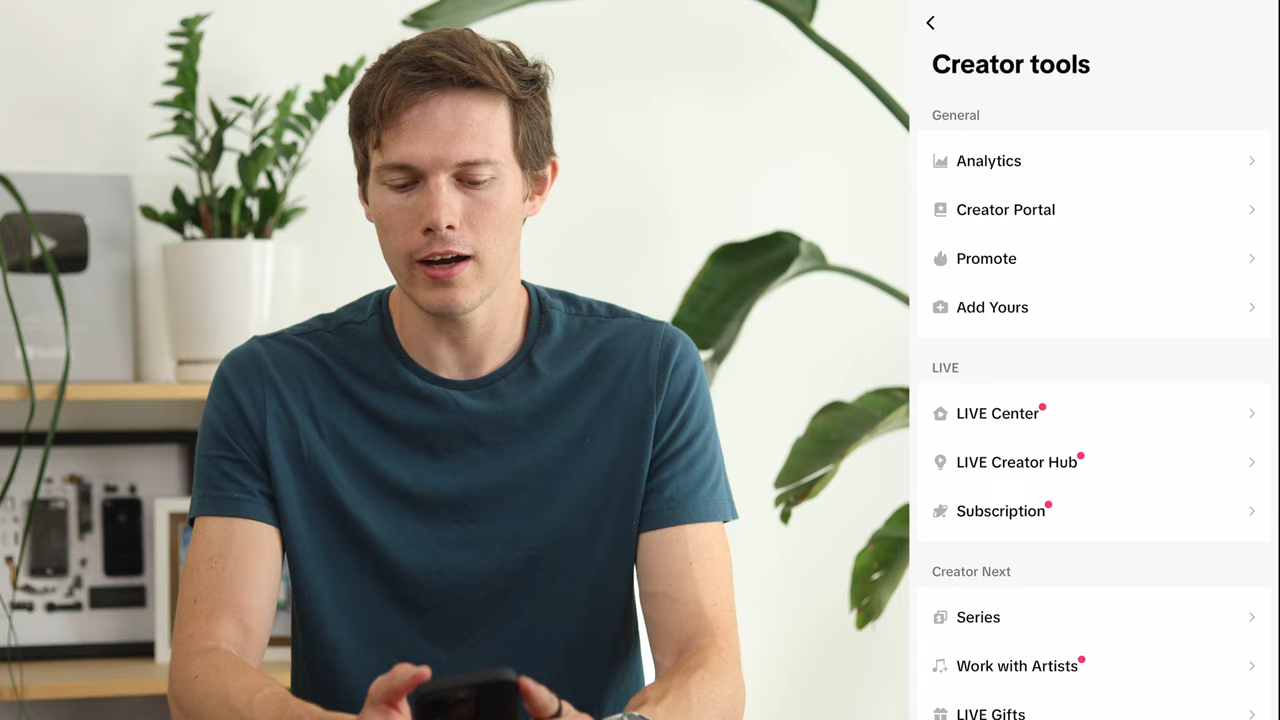 Creator tools
General
Analytics
Creator Portal
Promote
Add Yours
LIVE
LIVE Center
LIVE Creator Hub
Subscription
Creator Next
Series
Work with Artists
LIVE Gifts